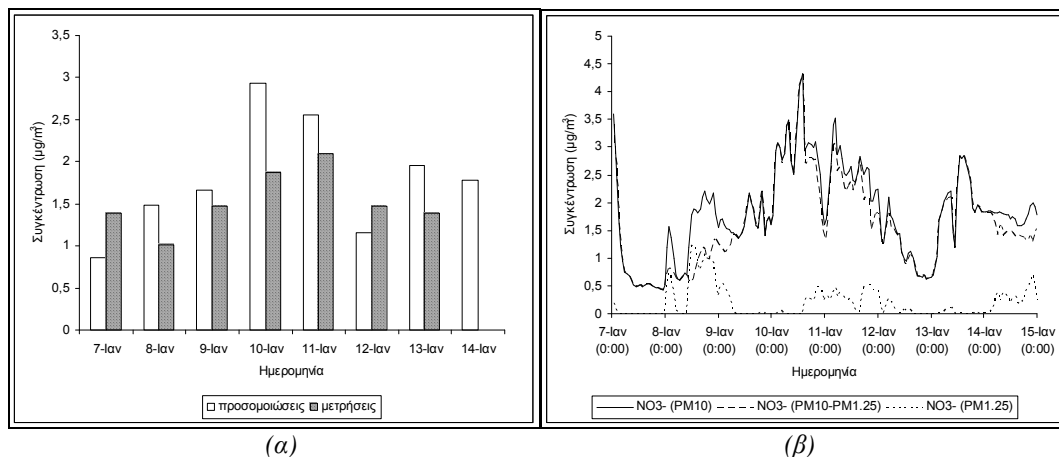 Συγκέντρωση (μg/m³)
3,5
3
2,5
2
1,5
1
0,5
0
7-Ιαν 8-Ιαν 9-Ιαν 10-Ιαν 11-Ιαν 12-Ιαν 13-Ιαν 14-Ιαν
Ημερομηνία
προσομοιώσεις μετρήσεις
(α)
Συγκέντρωση (μg/m³)
5
4,5
4
3,5
3
2,5
2
1,5
1
0,5
0
7-Ιαν 8-Ιαν 9-Ιαν 10-Ιαν 11-Ιαν 12-Ιαν 13-Ιαν 14-Ιαν 15-Ιαν
(0:00) (0:00) (0:00) (0:00) (0:00) (0:00) (0:00) (0:00) (0:00)
Ημερομηνία
NO3- (PM10) NO3- (PM10-PM1.25) NO3- (PM1.25)
(β)